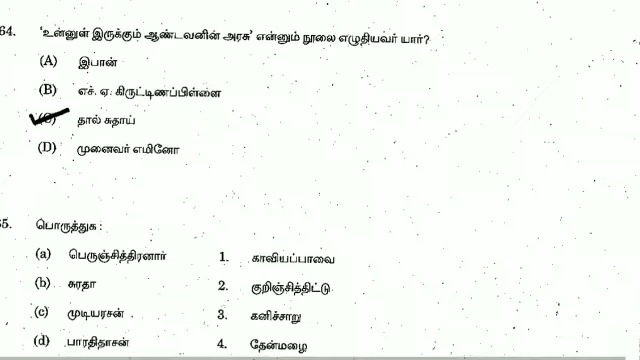 64. 'உன்னுள் இருக்கும் ஆண்டவனின் அரசு' என்னும் நூலை எழுதியவர் யார்?
(A) இபான்
(B) எச். ஏ. கிருட்டிணப்பிள்ளை
(C) தால் சுதாய்
(D) முனைவர் எமினோ
65. பொருத்துக :
(a) பெருஞ்சித்திரனார் 1. காவியப்பாவை
(b) சுரதா 2. குறிஞ்சித்திட்டு
(c) முடியரசன் 3. கனிச்சாறு
(d) பாரதிதாசன் 4. தேன்மழை